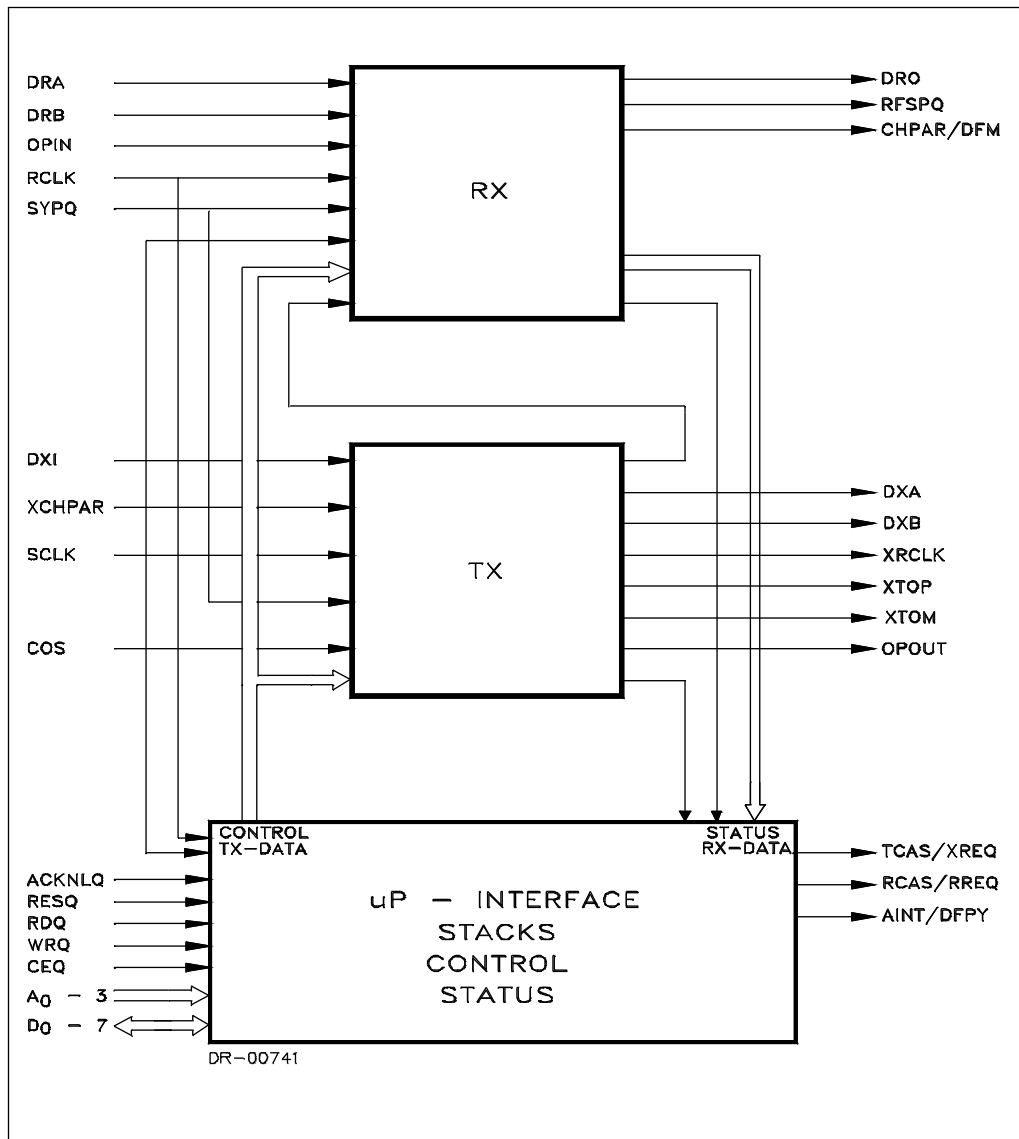 DRA
DRB
OPIN
RCLK
SYPQ
RX
DRO
RFSPQ
CHPAR/DFM
DXI
XCHPAR
SCLK
COS
TX
DXA
DXB
XRCLK
XTOP
XTOM
OPOUT
CONTROL
TX-DATA
STATUS
RX-DATA
ACKNLQ
RESQ
RDQ
WRQ
CEQ
A0 - 3
D0 - 7
uP - INTERFACE
STACKS
CONTROL
STATUS
TCAS/XREQ
RCAS/RREQ
AINT/DFPY
DR-00741